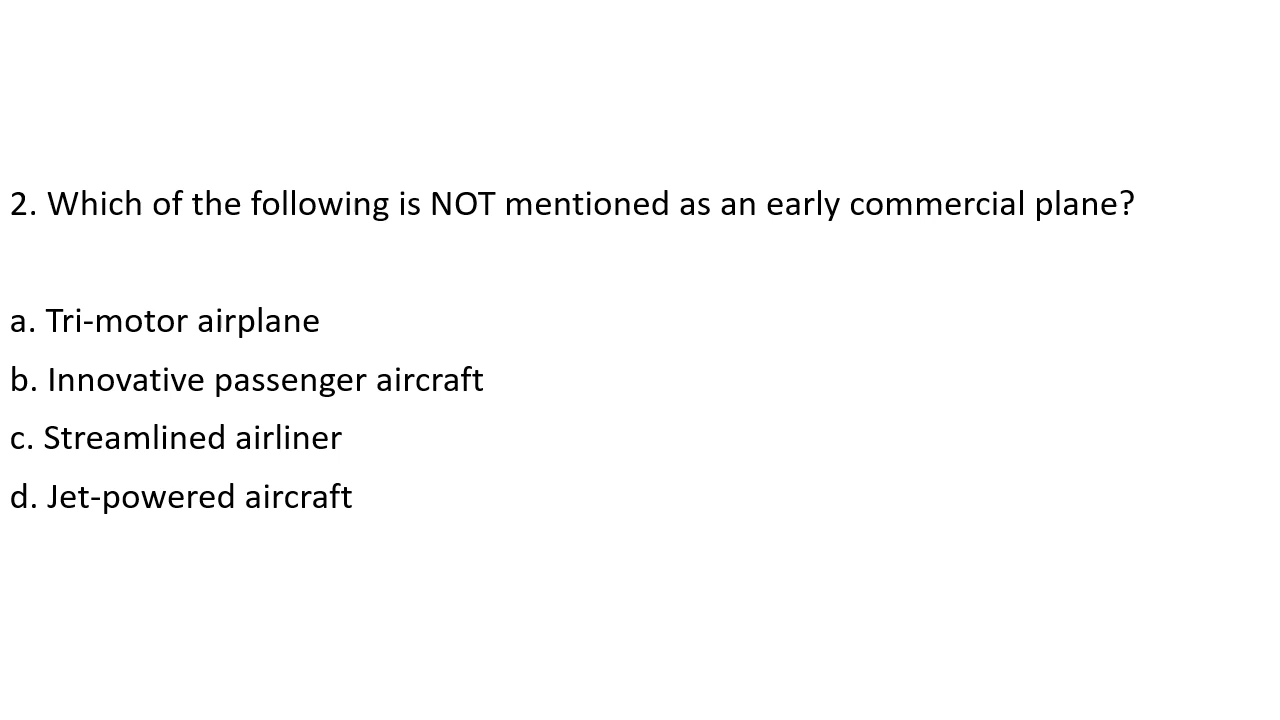 2. Which of the following is NOT mentioned as an early commercial plane?
a. Tri-motor airplane
b. Innovative passenger aircraft
c. Streamlined airliner
d. Jet-powered aircraft